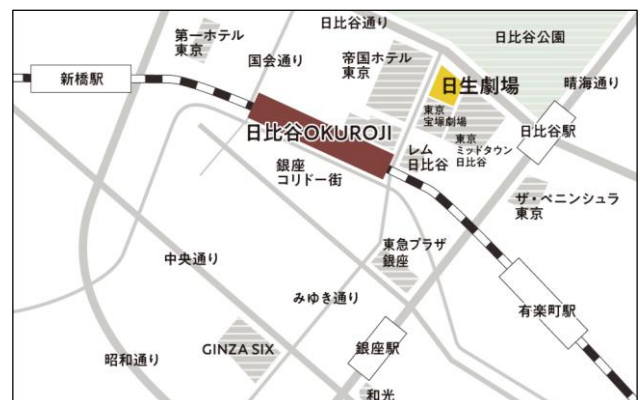 日比谷通り
日比谷公園
第一ホテル
東京
国会通り
帝国ホテル
東京
晴海通り
新橋駅
日生劇場
東京
宝塚劇場
日比谷駅
日比谷OKUROJI
東京
ミッドタウン
日比谷
レム
日比谷
銀座
コリドー街
ザ・ペニンシュラ
東京
東急プラザ
銀座
中央通り
みゆき通り
有楽町駅
昭和通り
GINZA SIX
銀座駅
和光